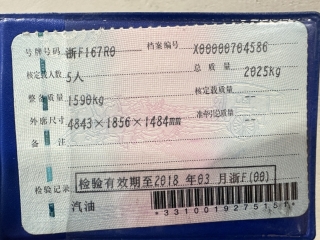 号牌号码 浙F167R0 档案编号 X00000704586
核定载人数 5人 总质量 2025kg
整备质量 1590kg 核定载质量 --
外廓尺寸 4843×1856×1484mm 准牵引总质量 --
备注
检验记录 检验有效期至2018年03月浙F(00)
汽油 *3310019275151*